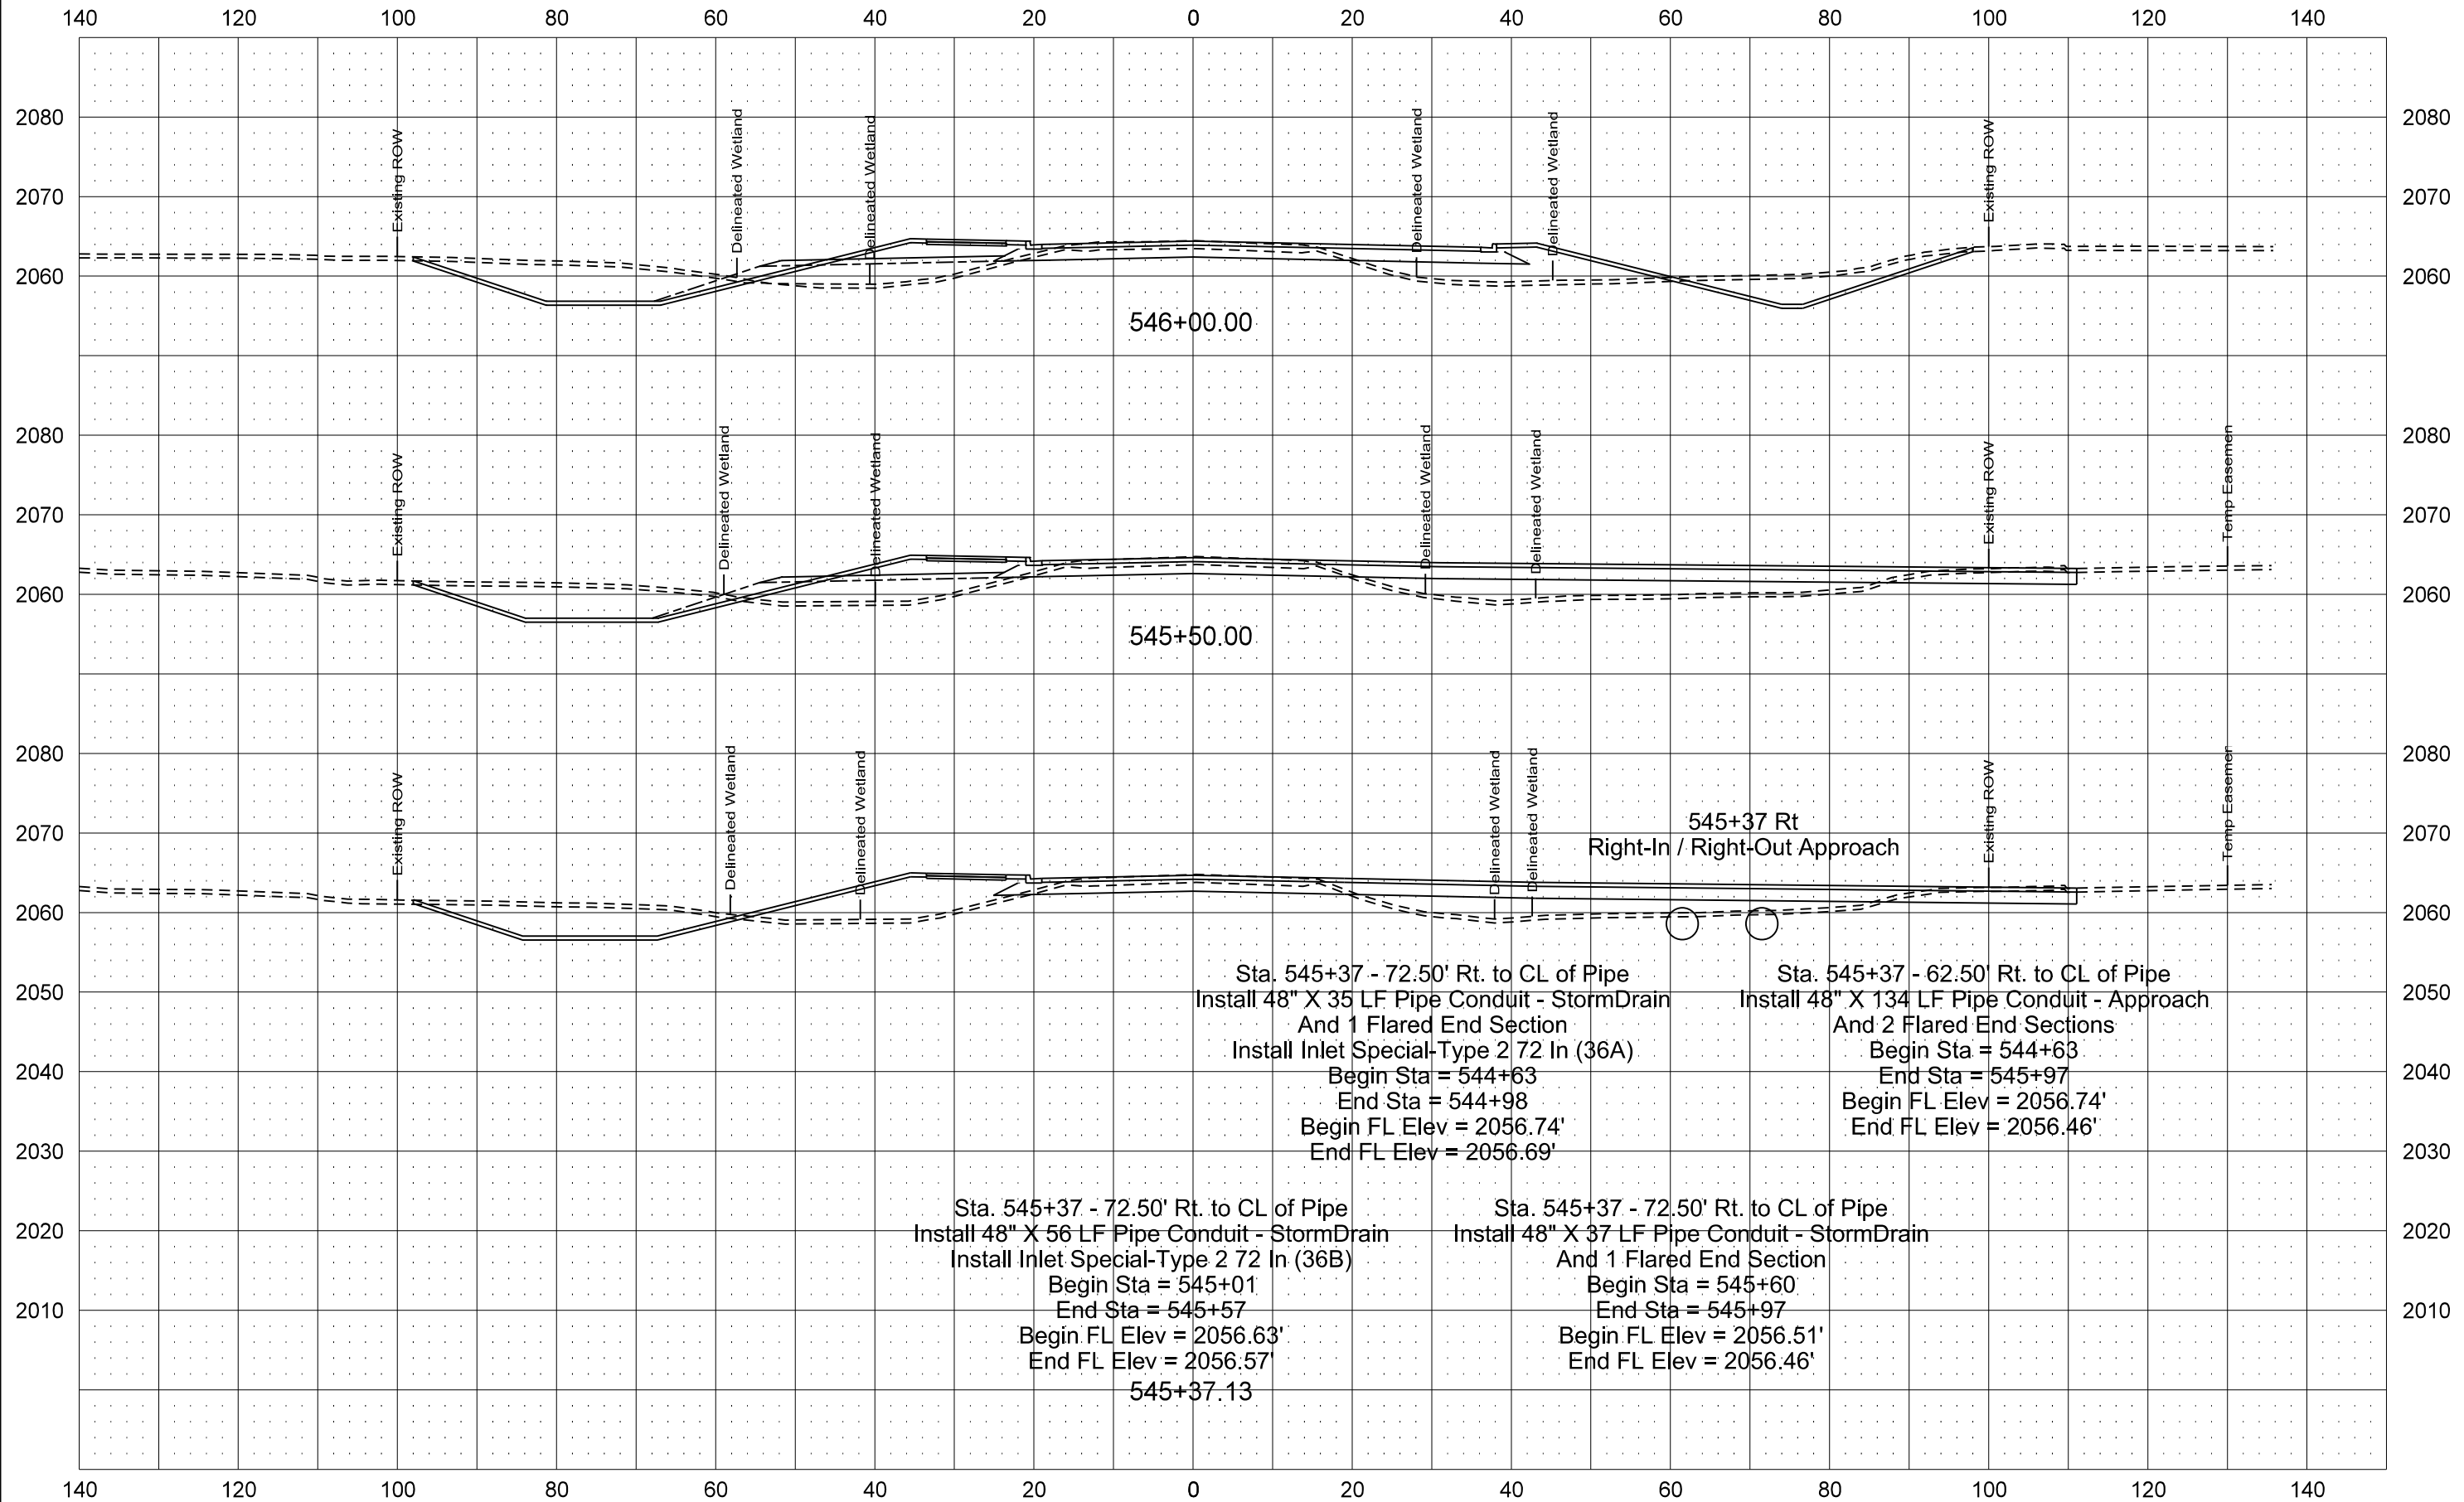 140 120 100 80 60 40 20 0 20 40 60 80 100 120 140
2080 2080
2070 2070
2060 2060
Existing ROW
Delineated Wetland
Delineated Wetland
Delineated Wetland
Delineated Wetland
Existing ROW
546+00.00
2080 2080
2070 2070
2060 2060
Existing ROW
Delineated Wetland
Delineated Wetland
Delineated Wetland
Delineated Wetland
Existing ROW
Temp Easemen
545+50.00
2080 2080
2070 2070
2060 2060
2050 2050
2040 2040
2030 2030
2020 2020
2010 2010
Existing ROW
Delineated Wetland
Delineated Wetland
Delineated Wetland
Delineated Wetland
Existing ROW
Temp Easemen
545+37 Rt
Right-In / Right-Out Approach
Sta. 545+37 - 72.50' Rt. to CL of Pipe
Install 48" X 35 LF Pipe Conduit - StormDrain
And 1 Flared End Section
Install Inlet Special-Type 2 72 In (36A)
Begin Sta = 544+63
End Sta = 544+98
Begin FL Elev = 2056.74'
End FL Elev = 2056.69'
Sta. 545+37 - 62.50' Rt. to CL of Pipe
Install 48" X 134 LF Pipe Conduit - Approach
And 2 Flared End Sections
Begin Sta = 544+63
End Sta = 545+97
Begin FL Elev = 2056.74'
End FL Elev = 2056.46'
Sta. 545+37 - 72.50' Rt. to CL of Pipe
Install 48" X 56 LF Pipe Conduit - StormDrain
Install Inlet Special-Type 2 72 In (36B)
Begin Sta = 545+01
End Sta = 545+57
Begin FL Elev = 2056.63'
End FL Elev = 2056.57'
Sta. 545+37 - 72.50' Rt. to CL of Pipe
Install 48" X 37 LF Pipe Conduit - StormDrain
And 1 Flared End Section
Begin Sta = 545+60
End Sta = 545+97
Begin FL Elev = 2056.51'
End FL Elev = 2056.46'
545+37.13
140 120 100 80 60 40 20 0 20 40 60 80 100 120 140